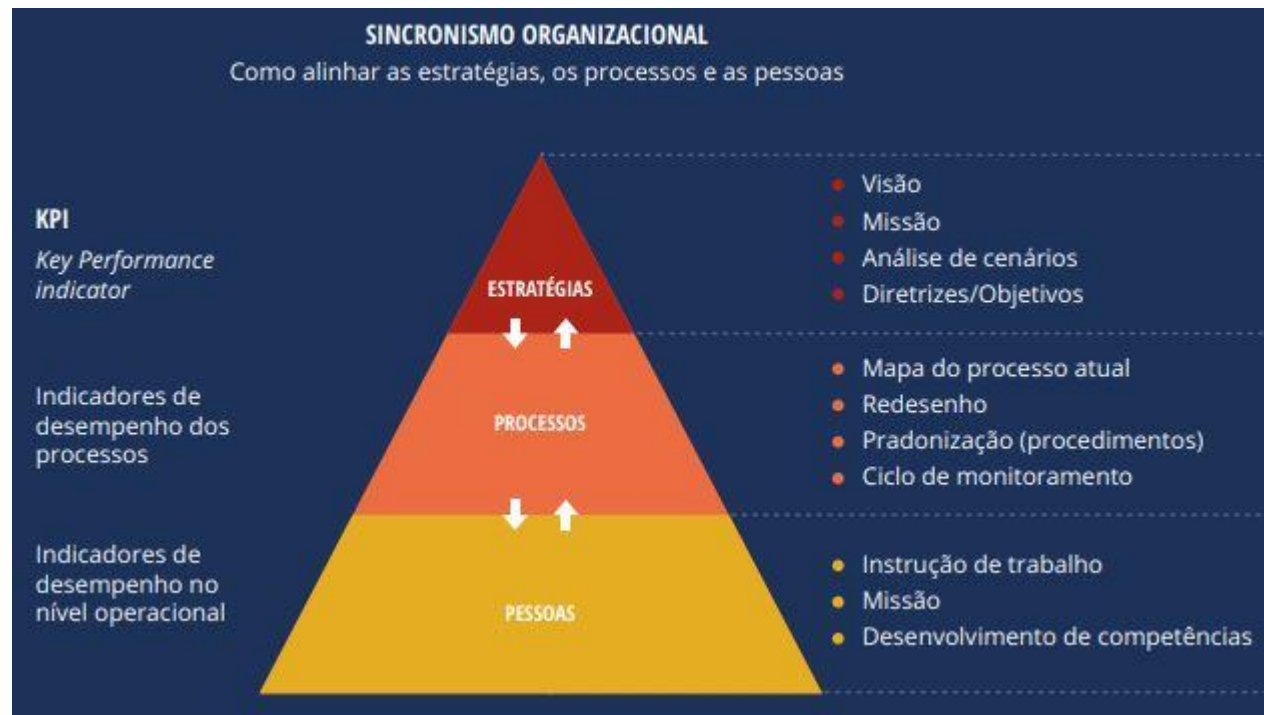 SINCRONISMO ORGANIZACIONAL
Como alinhar as estratégias, os processos e as pessoas
KPI
Key Performance
indicator
ESTRATÉGIAS
Visão
Missão
Análise de cenários
Diretrizes/Objetivos
Indicadores de
desempenho dos
processos
PROCESSOS
Mapa do processo atual
Redesenho
Pradonização (procedimentos)
Ciclo de monitoramento
Indicadores de
desempenho no
nível operacional
PESSOAS
Instrução de trabalho
Missão
Desenvolvimento de competências